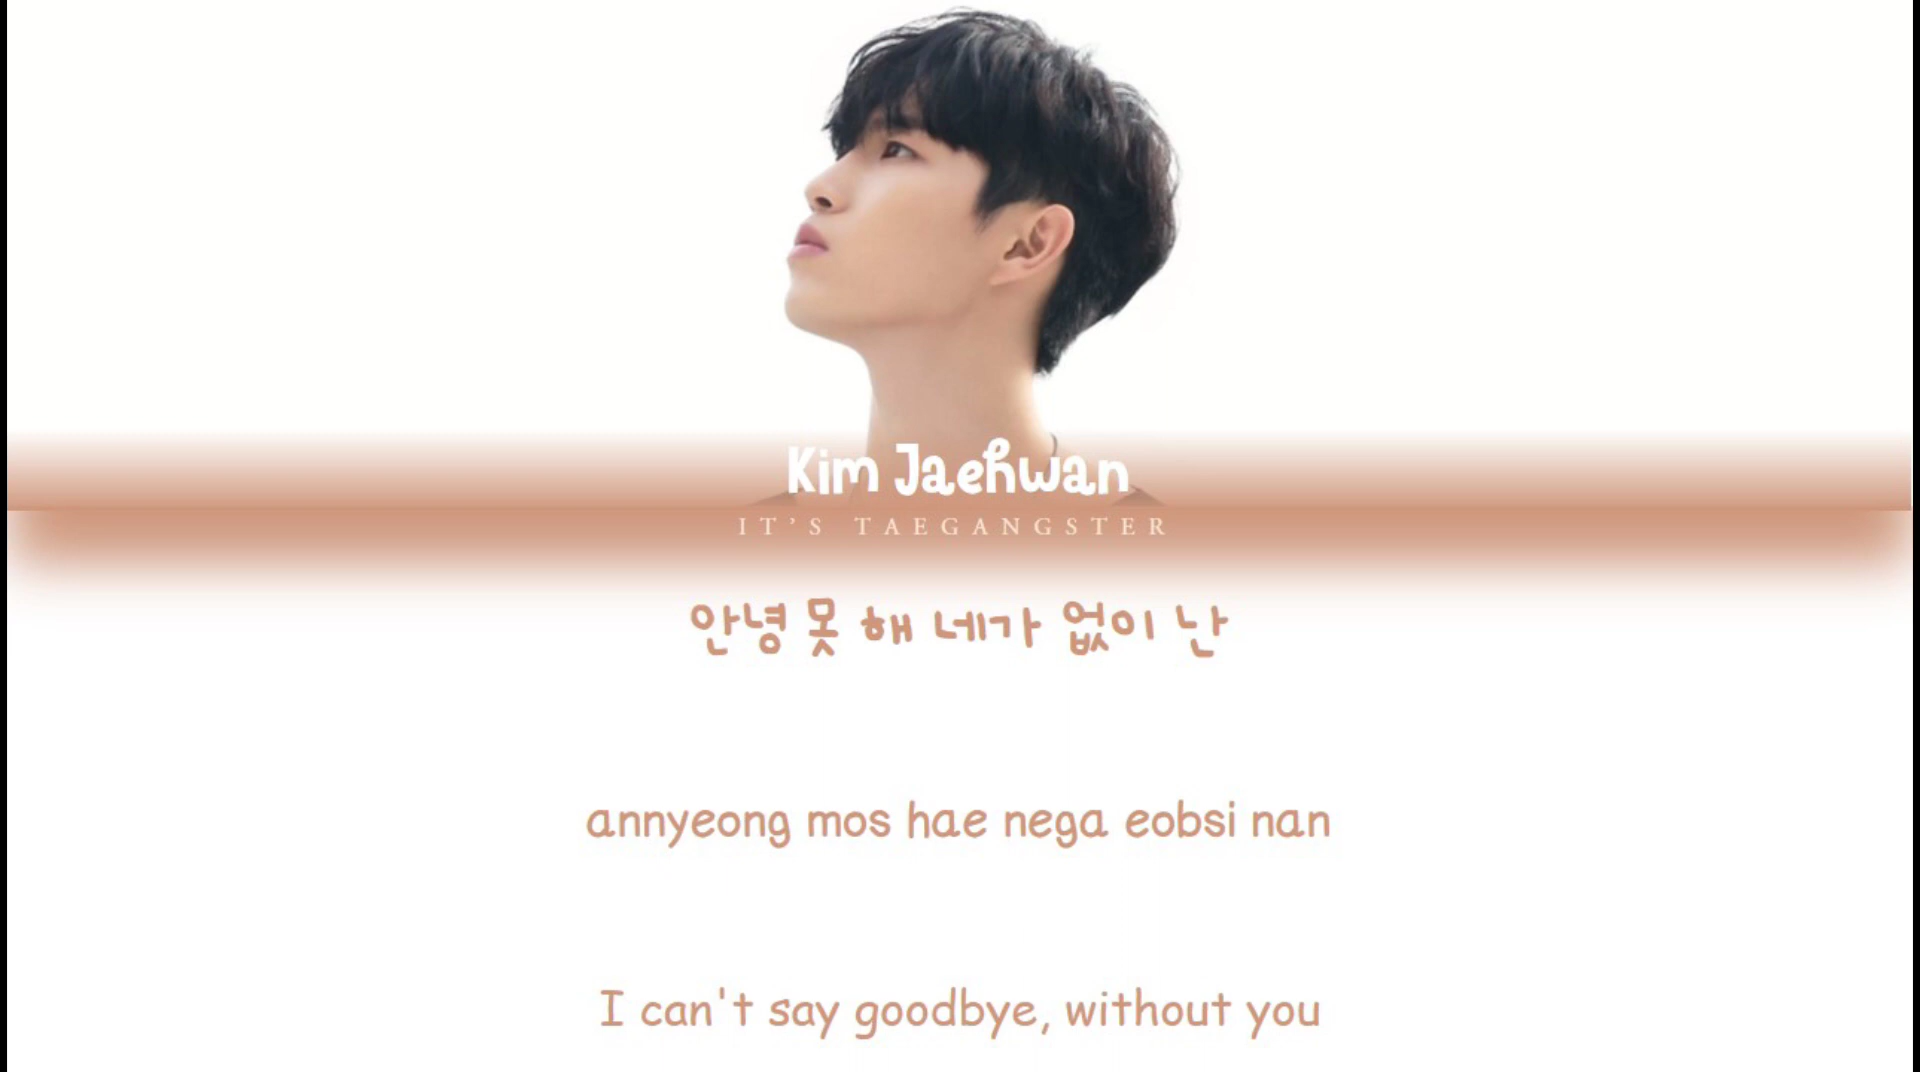 Kim Jaehwan
IT'S TAEGANGSTER
안녕 못 해 네가 없이 난
annyeong mos hae nega eobsi nan
I can't say goodbye, without you